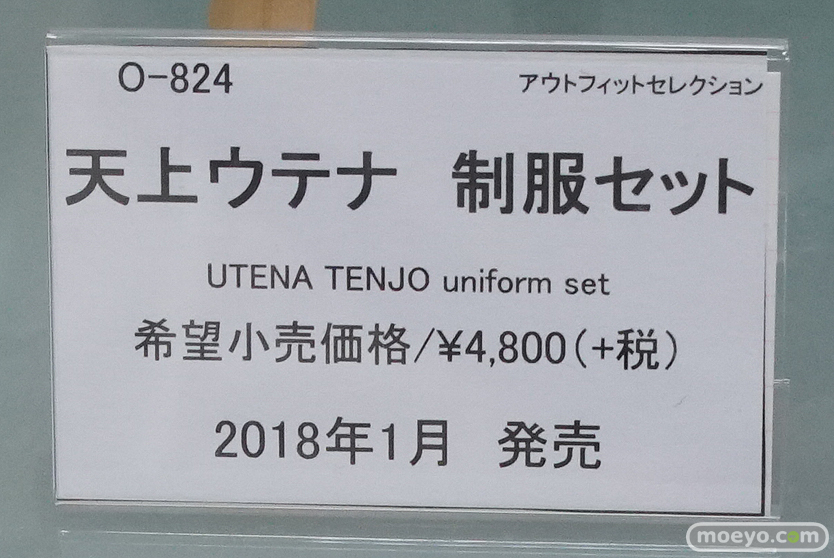 O-824 アウトフィットセレクション
天上ウテナ 制服セット
UTENA TENJO uniform set
希望小売価格/¥4,800(+税)
2018年1月 発売
moeyo.com